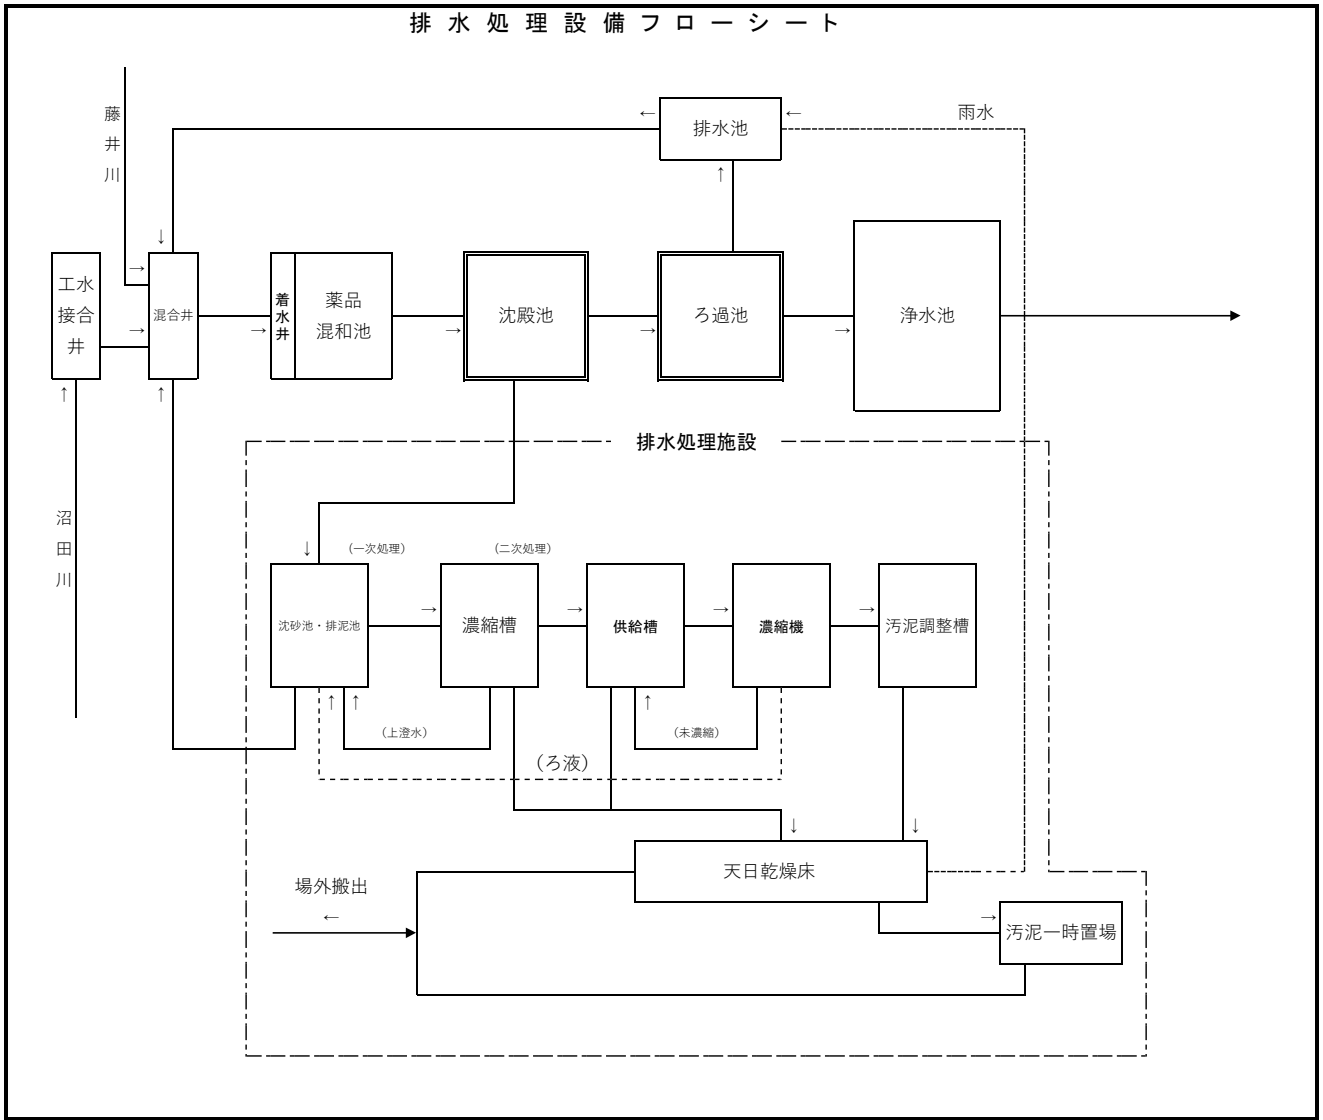 排水処理設備フローシート
藤井川
←
排水池
←
雨水
↑
↓
工水
接合
井
→
→
混合井
→
着水井
薬品
混和池
→
沈殿池
→
ろ過池
→
浄水池
↑
↑
排水処理施設
沼田川
↓
(一次処理)
(二次処理)
沈砂池・排泥池
→
濃縮槽
→
供給槽
→
濃縮機
→
汚泥調整槽
↑
↑
(上澄水)
↑
(未濃縮)
(ろ液)
↓
↓
天日乾燥床
場外搬出
←
→
汚泥一時置場